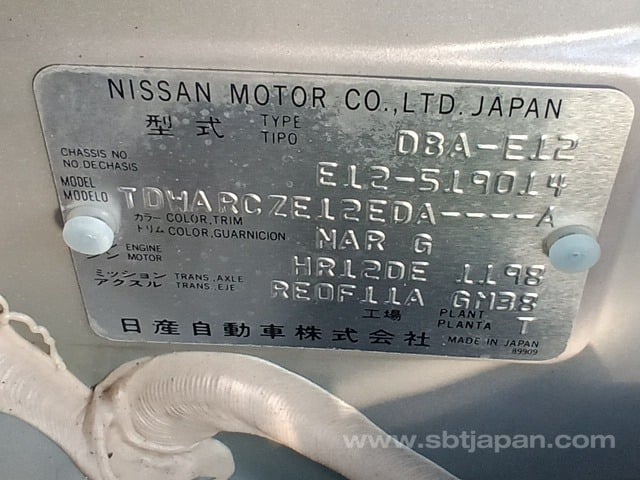 NISSAN MOTOR CO.,LTD. JAPAN
型式 TYPE TIPO DBA-E12
CHASSIS NO NO.DECHASIS E12-519014
MODEL MODELO TDHARCZE12EDA----A
カラー トリム COLOR,TRIM COLOR,GUARNICION NAR G
ENGINE MOTOR HR12DE 1198
ミッション アクスル TRANS.,AXLE TRANS.,EJE RE0F11A GM38
工場 PLANT PLANTA T
日産自動車株式会社 MADE IN JAPAN
89909
www.sbtjapan.com